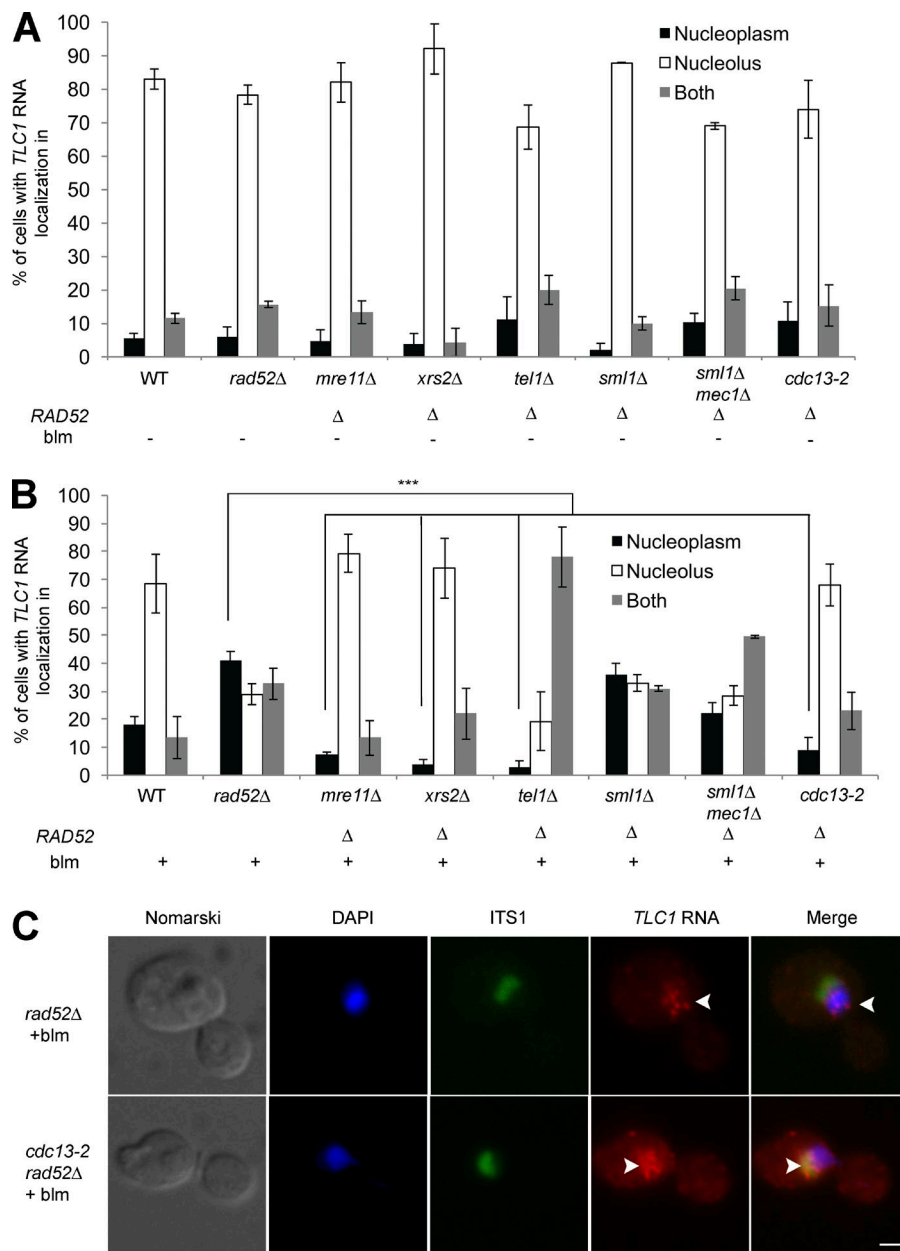 A
100
90
80
70
60
50
40
30
20
10
0
% of cells with TLC1 RNA
localization in
Nucleoplasm
Nucleolus
Both
WT rad52Δ mre11Δ xrs2Δ tel1Δ sml1Δ sml1Δ mec1Δ cdc13-2
RAD52 Δ Δ Δ Δ Δ Δ
blm - - - - - - - -
B
***
100
90
80
70
60
50
40
30
20
10
0
% of cells with TLC1 RNA
localization in
Nucleoplasm
Nucleolus
Both
WT rad52Δ mre11Δ xrs2Δ tel1Δ sml1Δ sml1Δ mec1Δ cdc13-2
RAD52 Δ Δ Δ Δ Δ Δ
blm + + + + + + + +
C
Nomarski DAPI ITS1 TLC1 RNA Merge
rad52Δ
+blm
cdc13-2
rad52Δ
+ blm